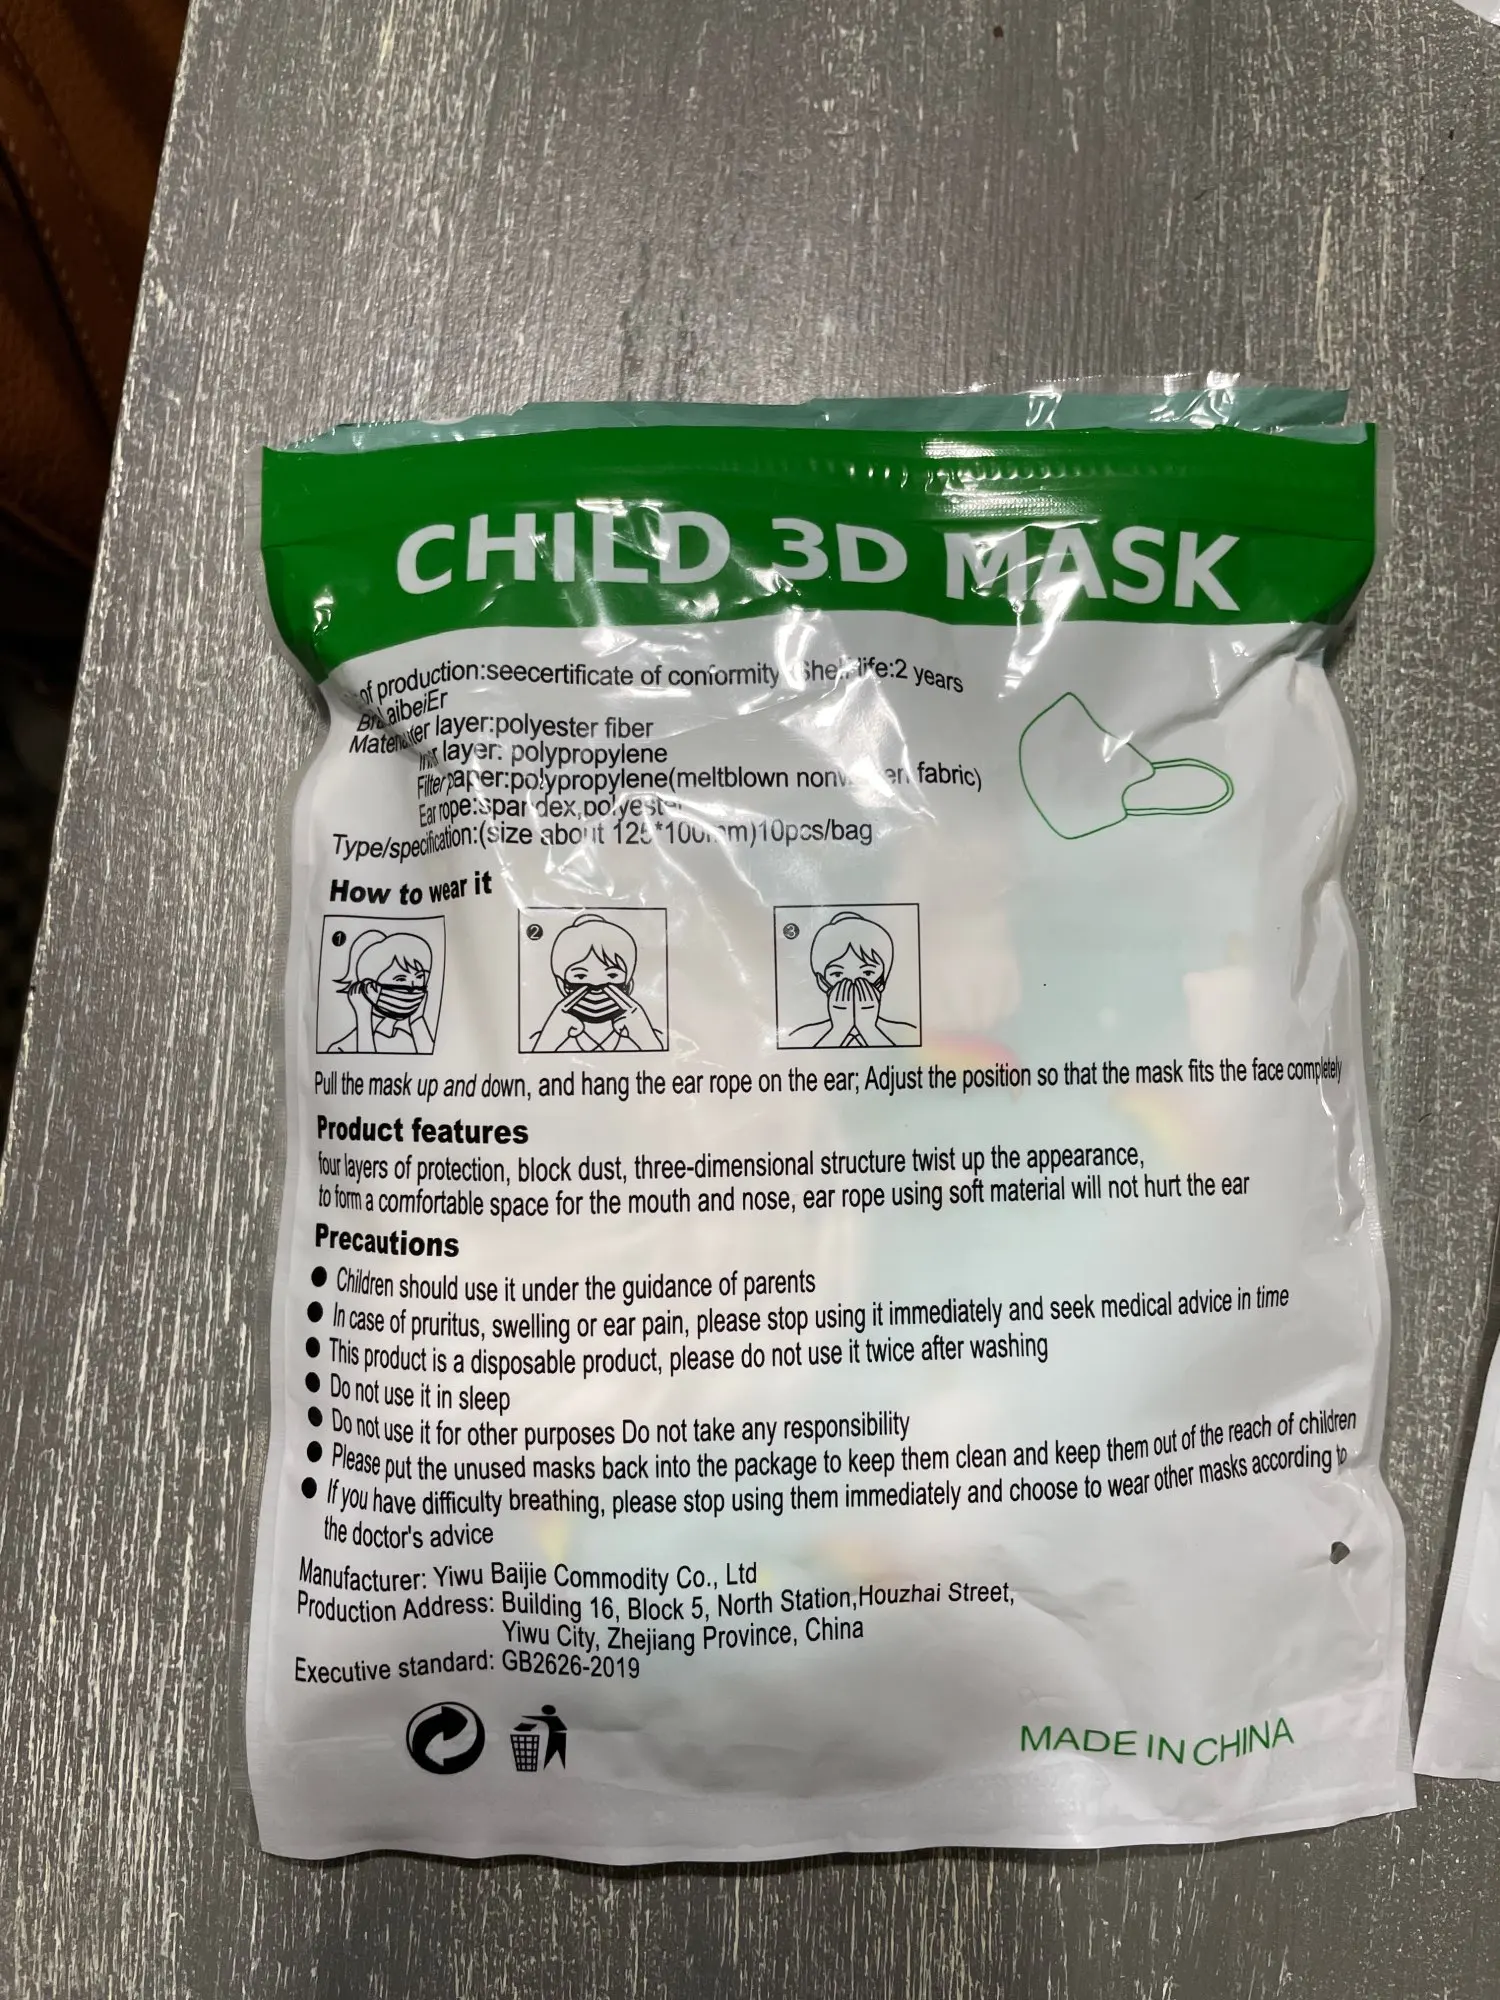 CHILD 3D MASK
of production:seecertificate of conformity Shelf life:2 years
aibeiEr
layer:polyester fiber
layer: polypropylene
Filter paper:polypropylene(meltblown fabric)
Ear rope:spandex,polyester
Type/specification:(size about 125*100mm)10pcs/bag
How to wear it
1
2
3
Pull the mask up and down, and hang the ear rope on the ear; Adjust the position so that the mask fits the face completely
Product features
four layers of protection, block dust, three-dimensional structure twist up the appearance,
to form a comfortable space for the mouth and nose, ear rope using soft material will not hurt the ear
Precautions
● Children should use it under the guidance of parents
● In case of pruritus, swelling or ear pain, please stop using it immediately and seek medical advice in time
● This product is a disposable product, please do not use it twice after washing
● Do not use it in sleep
● Do not use it for other purposes Do not take any responsibility
● Please put the unused masks back into the package to keep them clean and keep them out of the reach of children
● If you have difficulty breathing, please stop using them immediately and choose to wear other masks according to
the doctor's advice
Manufacturer: Yiwu Baijie Commodity Co., Ltd
Production Address: Building 16, Block 5, North Station,Houzhai Street,
Yiwu City, Zhejiang Province, China
Executive standard: GB2626-2019
MADE IN CHINA